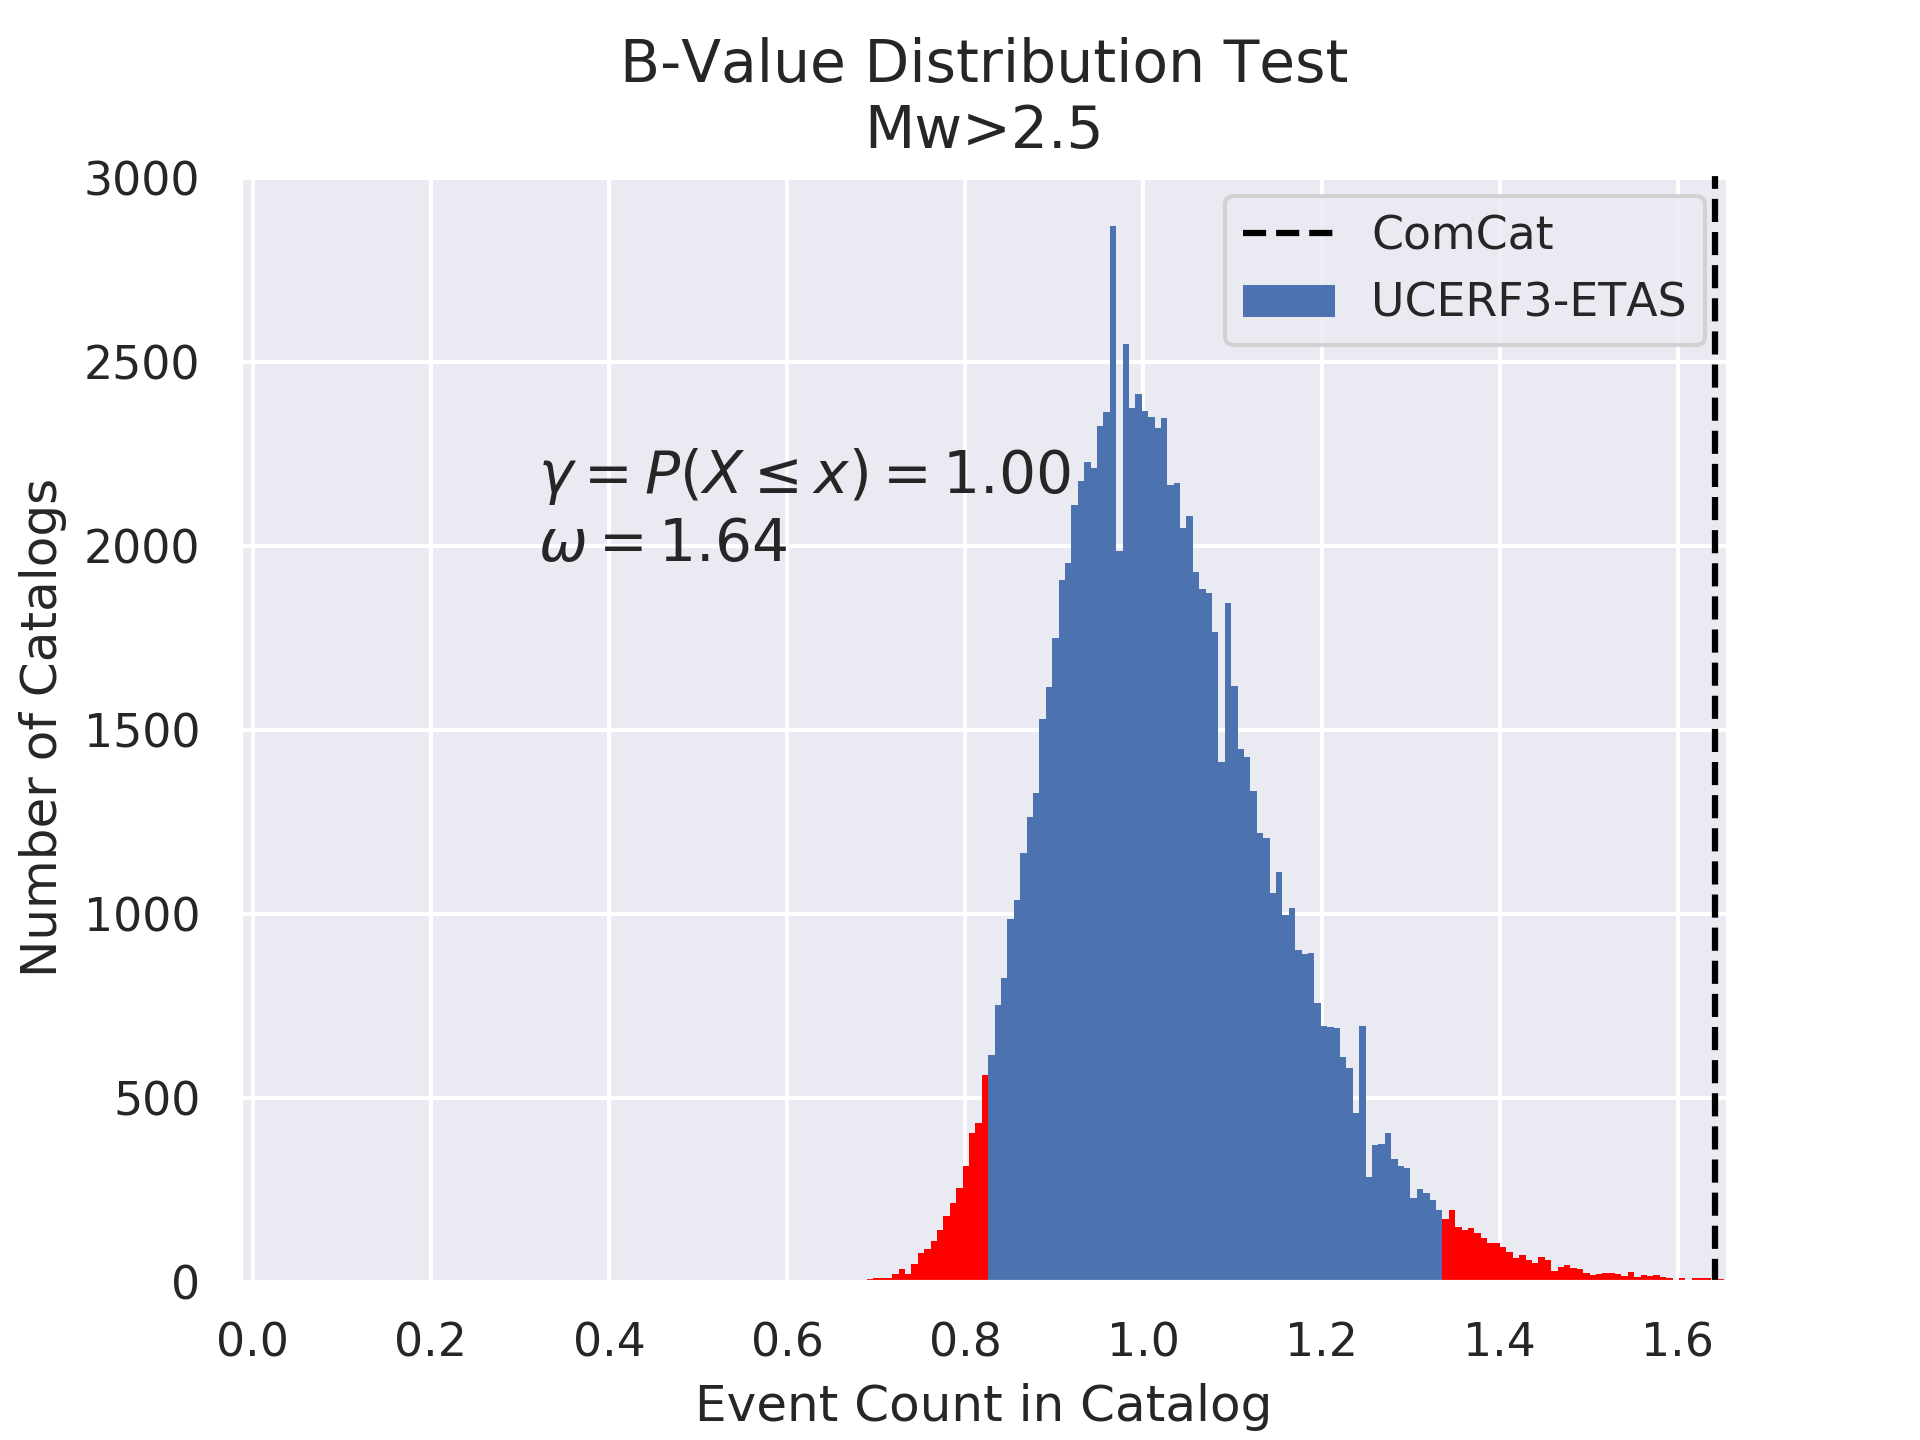 B-Value Distribution Test
Mw>2.5
3000
2500
2000
1500
1000
500
0
Number of Catalogs
ComCat
UCERF3-ETAS
γ = P(X ≤ x) = 1.00
ω = 1.64
0.0 0.2 0.4 0.6 0.8 1.0 1.2 1.4 1.6
Event Count in Catalog